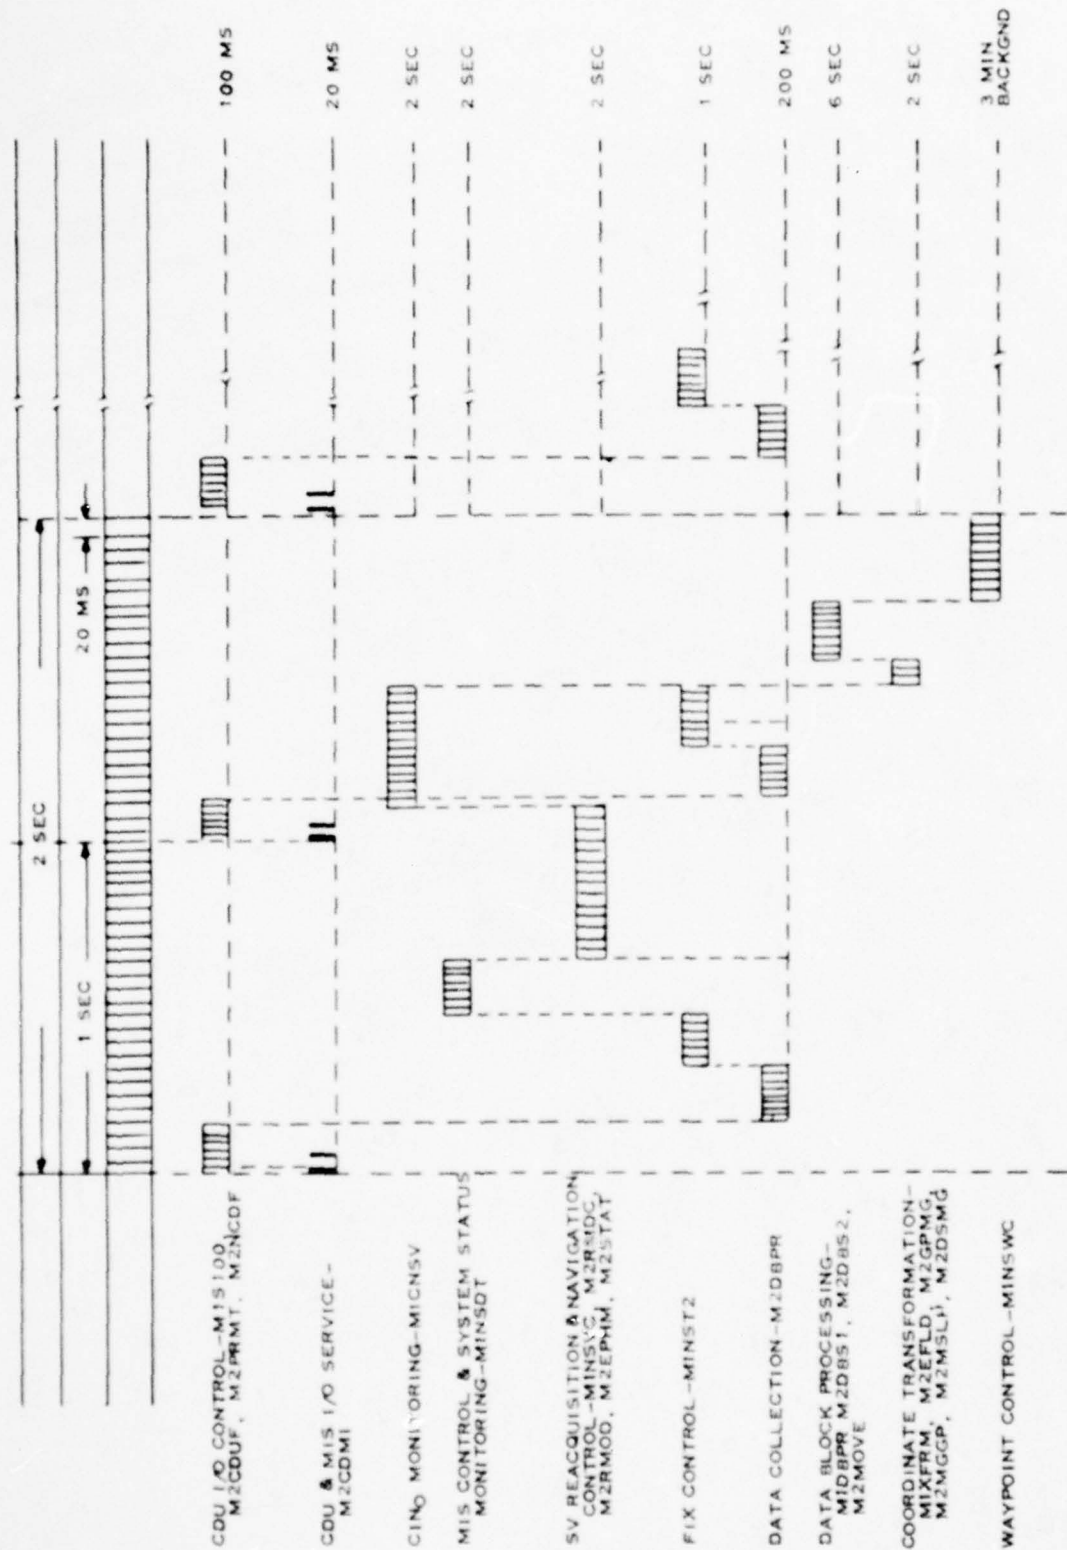 2 SEC
1 SEC
20 MS
CDU I/O CONTROL-M1S100,
M2CDUF, M2PRMT, M2NCDF
100 MS
CDU & MIS I/O SERVICE-
M2CDMI
20 MS
CINO MONITORING-MICNSV
2 SEC
MIS CONTROL & SYSTEM STATUS
MONITORING-MINSDT
2 SEC
SV REACQUISITION & NAVIGATION
CONTROL-MINSVC, M2RMDC,
M2RMOD, M2EPHM, M2STAT
2 SEC
FIX CONTROL-MINST2
1 SEC
DATA COLLECTION-M2DBPR
200 MS
DATA BLOCK PROCESSING-
MIDBPR M2DBS1, M2DBS2,
M2MOVE
6 SEC
COORDINATE TRANSFORMATION-
MIXFRM, M2EFLD, M2GPMG,
M2MGGP, M2MSLH, M2DSMG
2 SEC
WAYPOINT CONTROL-MINSWC
3 MIN
BACKGND